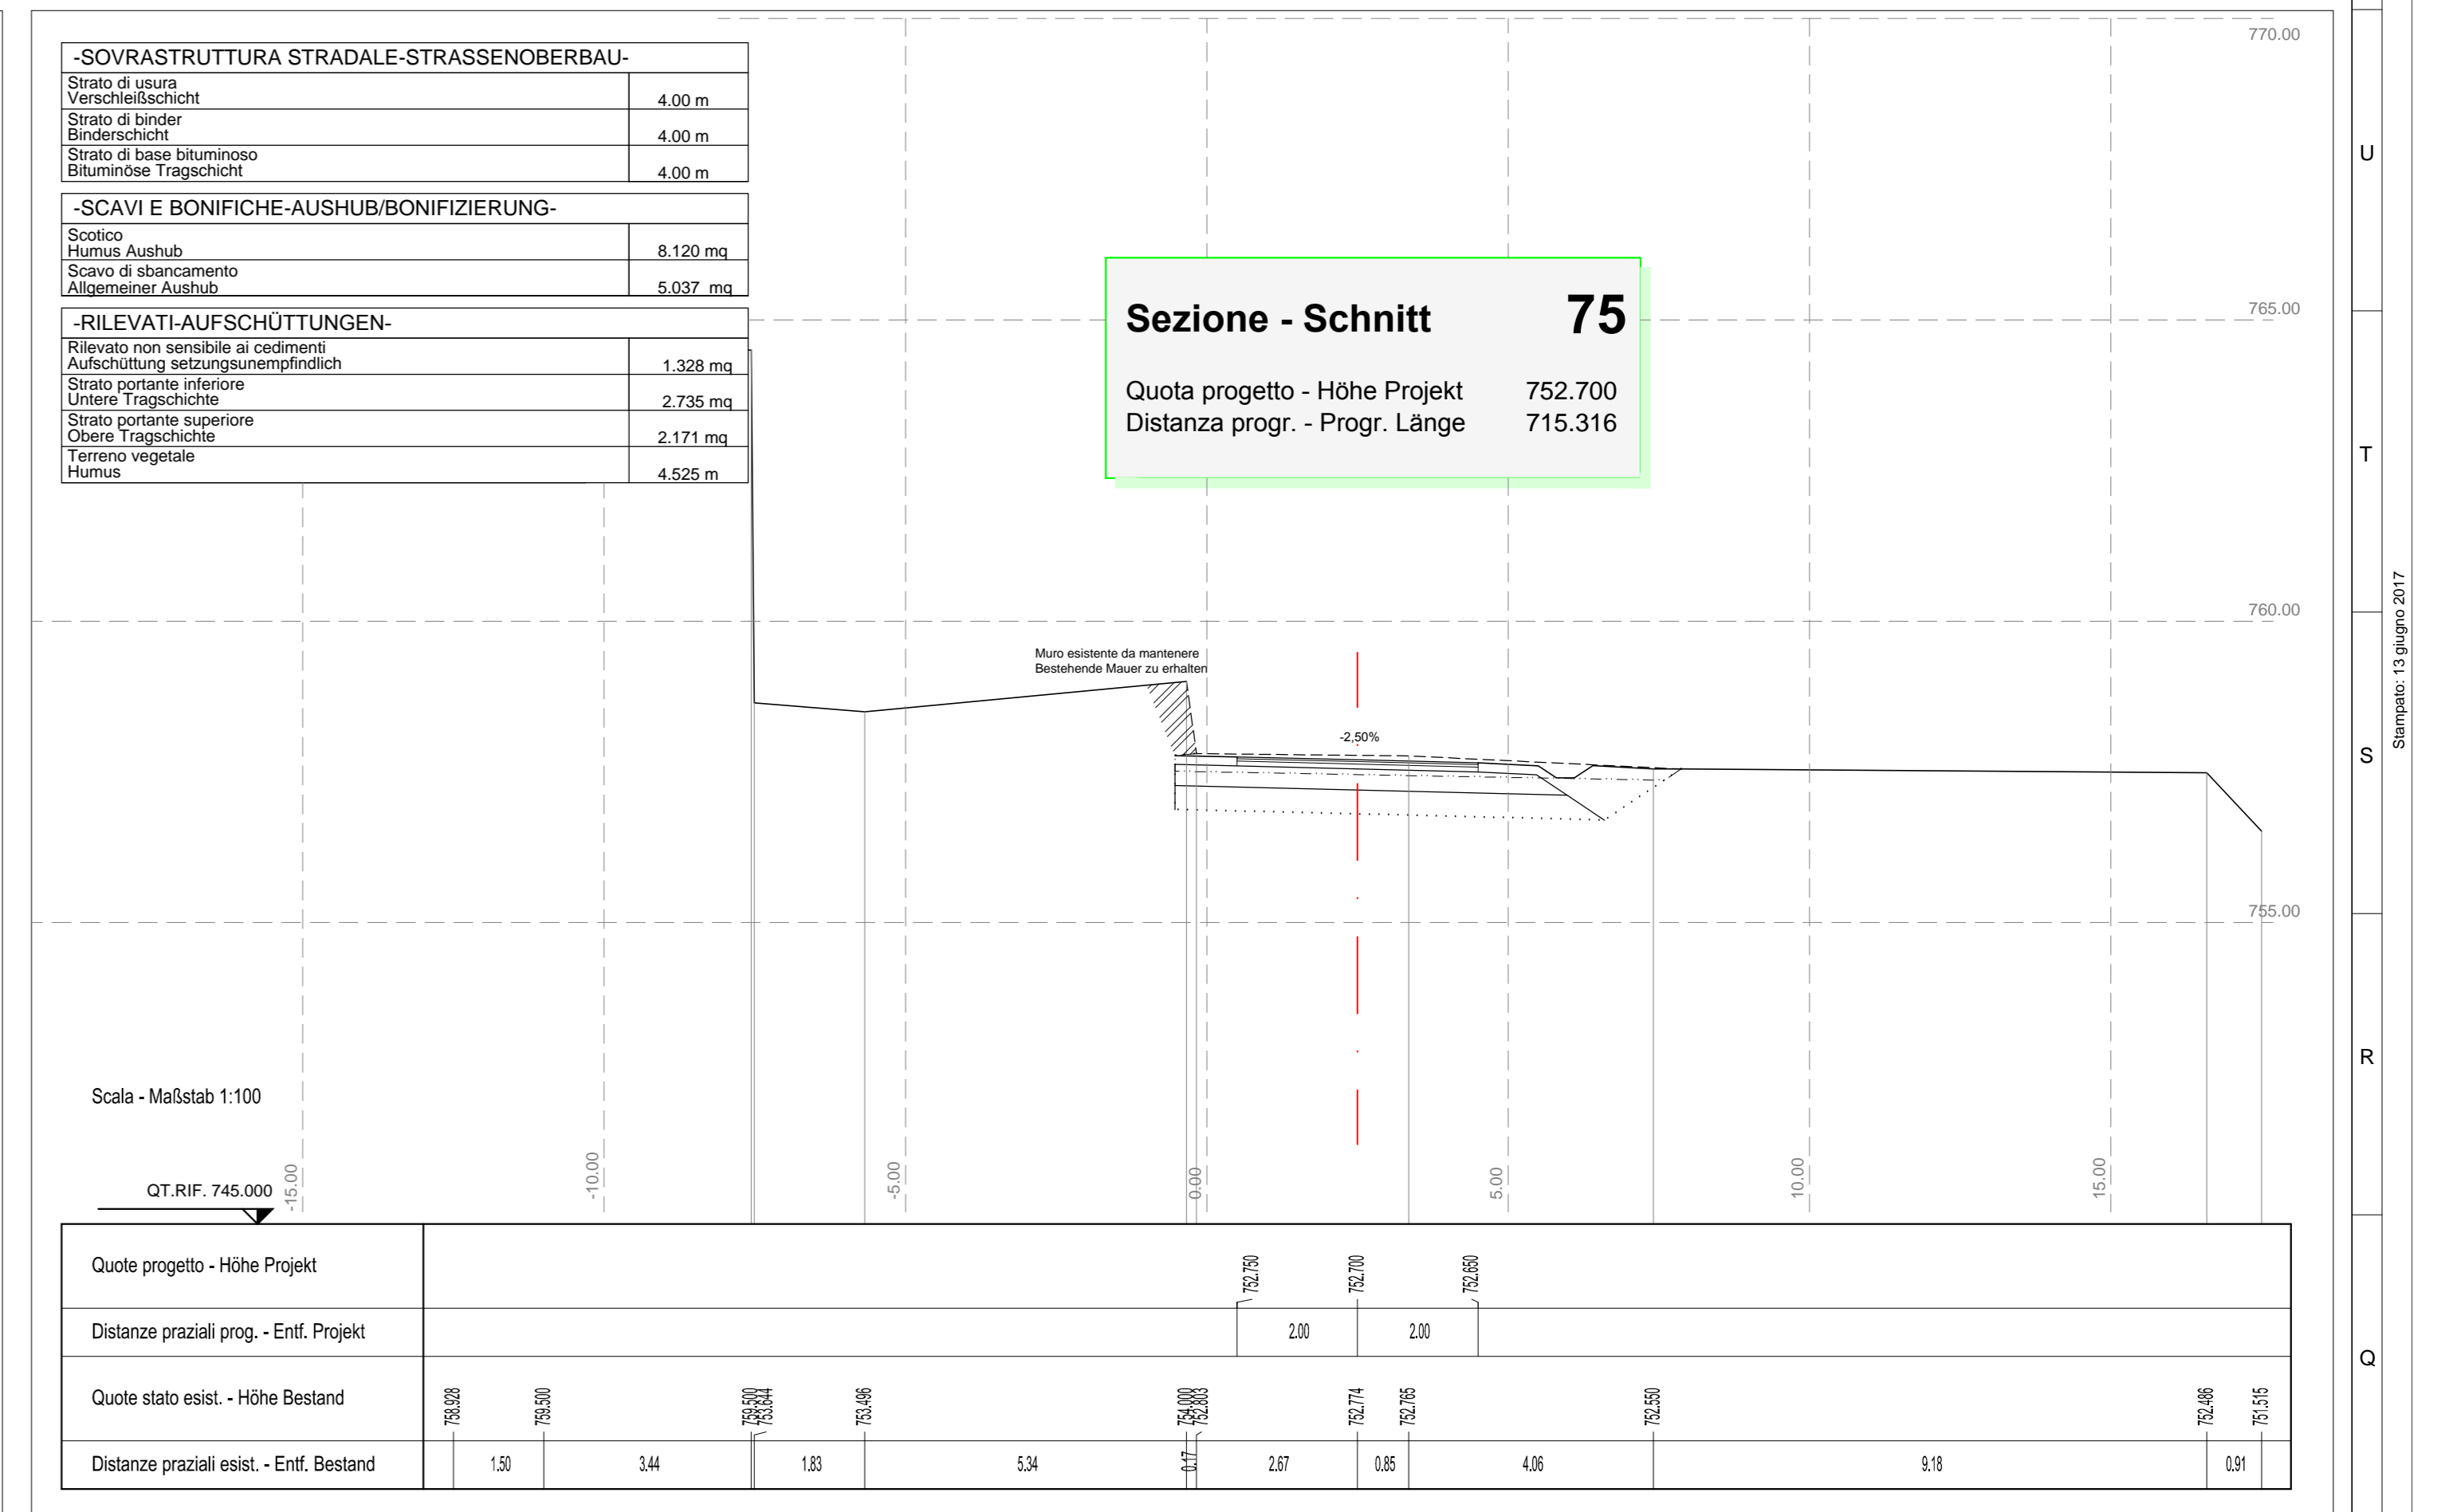 -SOVRASTRUTTURA STRADALE-STRASSENOBERBAU-
Strato di usura
Verschleißschicht 4.00 m
Strato di binder
Binderschicht 4.00 m
Strato di base bituminoso
Bituminöse Tragschicht 4.00 m
-SCAVI E BONIFICHE-AUSHUB/BONIFIZIERUNG-
Scotico
Humus Aushub 8.120 mq
Scavo di sbancamento
Allgemeiner Aushub 5.037 mq
-RILEVATI-AUFSCHÜTTUNGEN-
Rilevato non sensibile ai cedimenti
Aufschüttung setzungsunempfindlich 1.328 mq
Strato portante inferiore
Untere Tragschichte 2.735 mq
Strato portante superiore
Obere Tragschichte 2.171 mq
Terreno vegetale
Humus 4.525 m
Sezione - Schnitt 75
Quota progetto - Höhe Projekt 752.700
Distanza progr. - Progr. Länge 715.316
770.00
765.00
760.00
755.00
Muro esistente da mantenere
Bestehende Mauer zu erhalten
-2,50%
Scala - Maßstab 1:100
QT.RIF. 745.000
-15.00 -10.00 -5.00 0.00 5.00 10.00 15.00
Quote progetto - Höhe Projekt 752.750 752.700 752.650
Distanze praziali prog. - Entf. Projekt 2.00 2.00
Quote stato esist. - Höhe Bestand 758.928 759.500 759.500 753.644 753.496 754.000 752.803 752.774 752.765 752.550 752.486 751.515
Distanze praziali esist. - Entf. Bestand 1.50 3.44 1.83 5.34 0.17 2.67 0.85 4.06 9.18 0.91
U
T
S
R
Q
Stampato: 13 giugno 2017